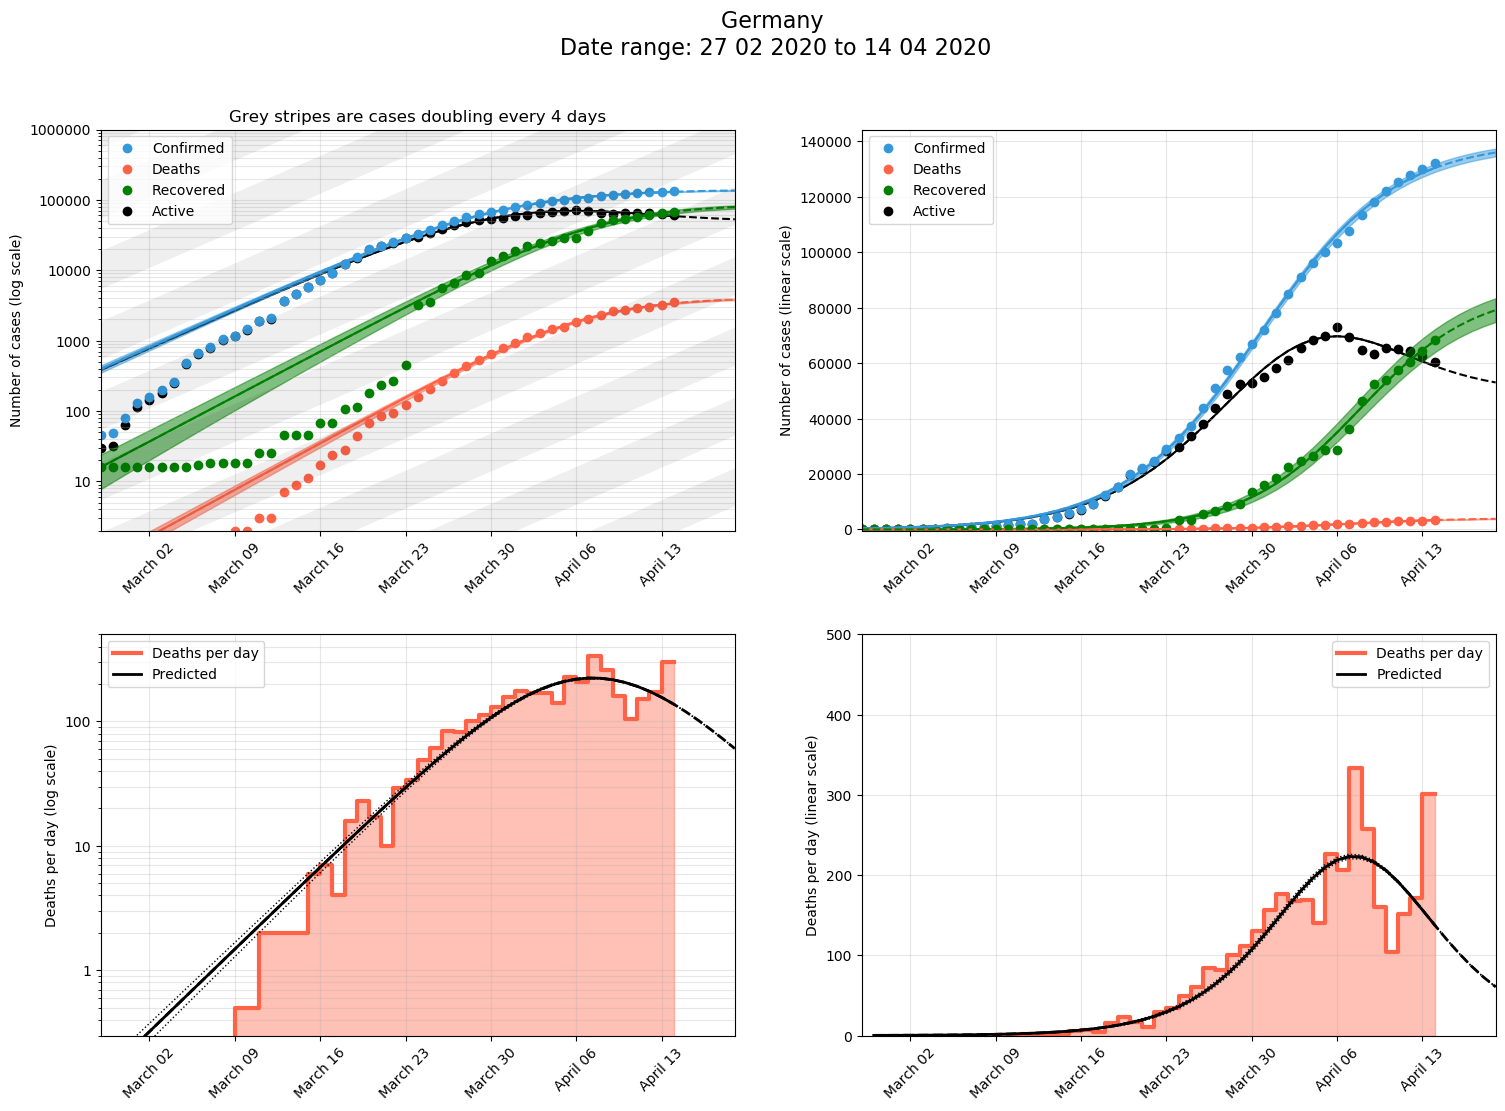 Germany
Date range: 27 02 2020 to 14 04 2020
Grey stripes are cases doubling every 4 days
Number of cases (log scale)
1000000
100000
10000
1000
100
10
Confirmed
Deaths
Recovered
Active
March 02
March 09
March 16
March 23
March 30
April 06
April 13
Number of cases (linear scale)
140000
120000
100000
80000
60000
40000
20000
0
Confirmed
Deaths
Recovered
Active
March 02
March 09
March 16
March 23
March 30
April 06
April 13
Deaths per day (log scale)
100
10
1
Deaths per day
Predicted
March 02
March 09
March 16
March 23
March 30
April 06
April 13
Deaths per day (linear scale)
500
400
300
200
100
0
Deaths per day
Predicted
March 02
March 09
March 16
March 23
March 30
April 06
April 13